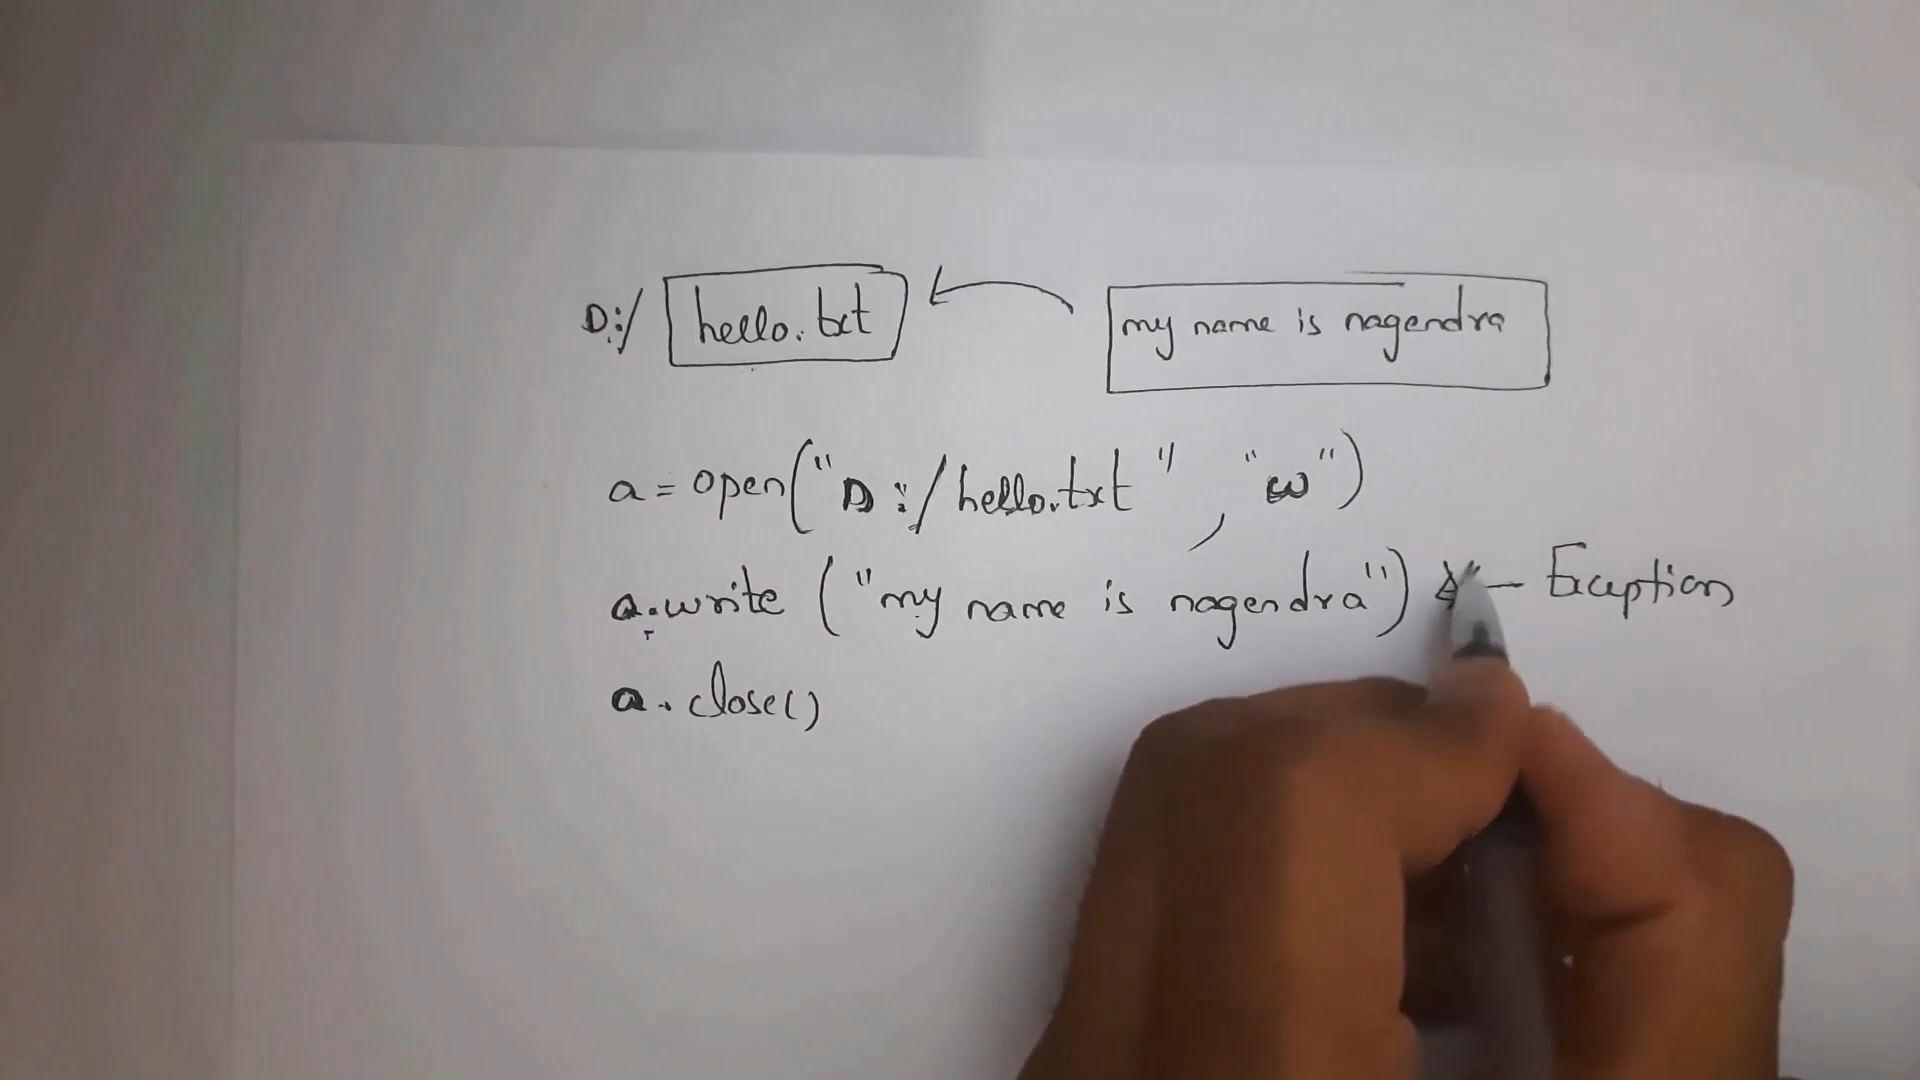 D:/ hello.txt my name is nagendra
a = open("D:/hello.txt", "w")
a.write("my name is nagendra") — Exception
a.close()